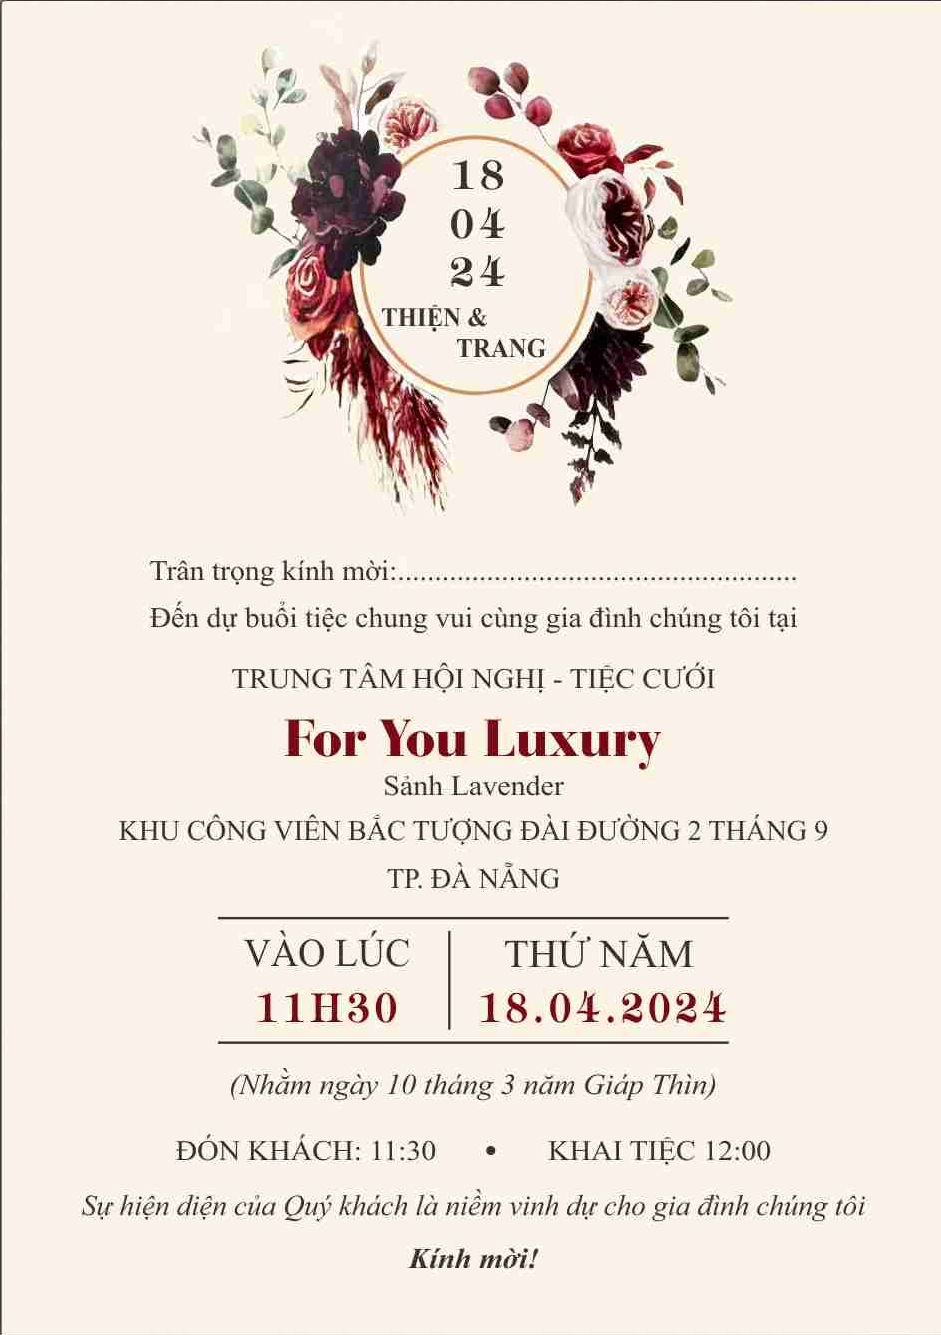 18
04
24
THIỆN &
TRANG
Trân trọng kính mời:......................................................
Đến dự buổi tiệc chung vui cùng gia đình chúng tôi tại
TRUNG TÂM HỘI NGHỊ - TIỆC CƯỚI
For You Luxury
Sảnh Lavender
KHU CÔNG VIÊN BẮC TƯỢNG ĐÀI ĐƯỜNG 2 THÁNG 9
TP. ĐÀ NẴNG
VÀO LÚC
11H30
THỨ NĂM
18.04.2024
(Nhằm ngày 10 tháng 3 năm Giáp Thìn)
ĐÓN KHÁCH: 11:30 • KHAI TIỆC 12:00
Sự hiện diện của Quý khách là niềm vinh dự cho gia đình chúng tôi
Kính mời!